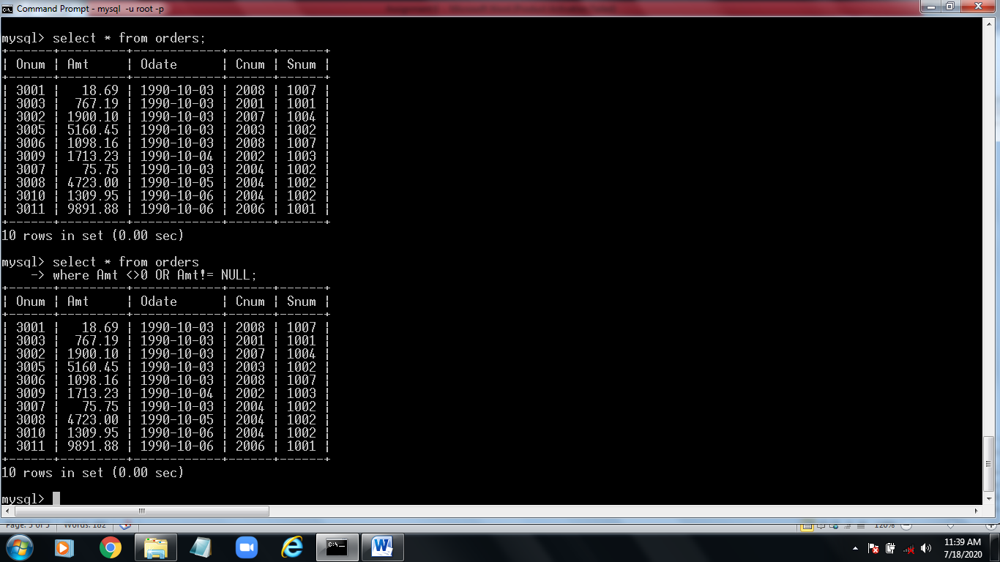 Command Prompt - mysql -u root -p
mysql> select * from orders;
+------+---------+------------+------+------+
| Onum | Amt     | Odate      | Cnum | Snum |
+------+---------+------------+------+------+
| 3001 |   18.69 | 1990-10-03 | 2008 | 1007 |
| 3003 |  767.19 | 1990-10-03 | 2001 | 1001 |
| 3002 | 1900.10 | 1990-10-03 | 2007 | 1004 |
| 3005 | 5160.45 | 1990-10-03 | 2003 | 1002 |
| 3006 | 1098.16 | 1990-10-03 | 2008 | 1007 |
| 3009 | 1713.23 | 1990-10-04 | 2002 | 1003 |
| 3007 |   75.75 | 1990-10-03 | 2004 | 1002 |
| 3008 | 4723.00 | 1990-10-05 | 2004 | 1002 |
| 3010 | 1309.95 | 1990-10-06 | 2004 | 1002 |
| 3011 | 9891.88 | 1990-10-06 | 2006 | 1001 |
+------+---------+------------+------+------+
10 rows in set (0.00 sec)
mysql> select * from orders
    -> where Amt <>0 OR Amt!= NULL;
+------+---------+------------+------+------+
| Onum | Amt     | Odate      | Cnum | Snum |
+------+---------+------------+------+------+
| 3001 |   18.69 | 1990-10-03 | 2008 | 1007 |
| 3003 |  767.19 | 1990-10-03 | 2001 | 1001 |
| 3002 | 1900.10 | 1990-10-03 | 2007 | 1004 |
| 3005 | 5160.45 | 1990-10-03 | 2003 | 1002 |
| 3006 | 1098.16 | 1990-10-03 | 2008 | 1007 |
| 3009 | 1713.23 | 1990-10-04 | 2002 | 1003 |
| 3007 |   75.75 | 1990-10-03 | 2004 | 1002 |
| 3008 | 4723.00 | 1990-10-05 | 2004 | 1002 |
| 3010 | 1309.95 | 1990-10-06 | 2004 | 1002 |
| 3011 | 9891.88 | 1990-10-06 | 2006 | 1001 |
+------+---------+------------+------+------+
10 rows in set (0.00 sec)
mysql>
Page: 5 of 5 Words: 182 120%
11:39 AM
7/18/2020